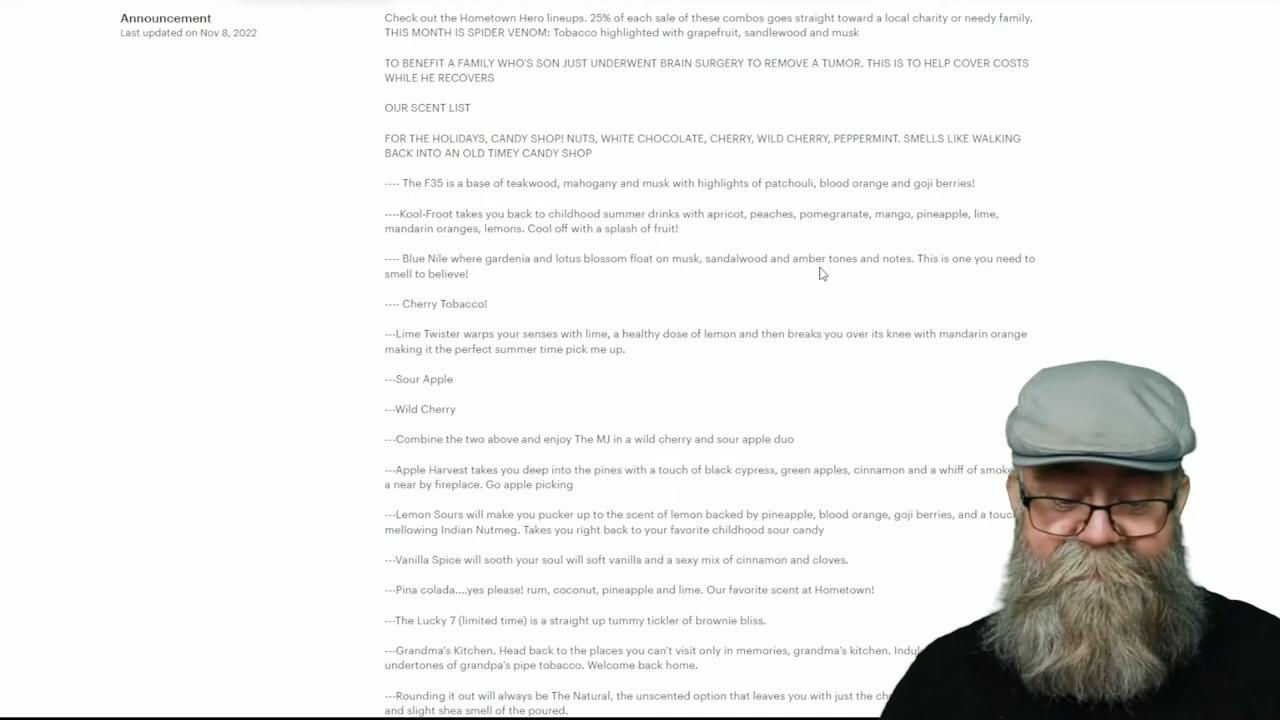 Announcement
Last updated on Nov 8, 2022
Check out the Hometown Hero lineups. 25% of each sale of these combos goes straight toward a local charity or needy family.
THIS MONTH IS SPIDER VENOM: Tobacco highlighted with grapefruit, sandlewood and musk
TO BENEFIT A FAMILY WHO'S SON JUST UNDERWENT BRAIN SURGERY TO REMOVE A TUMOR. THIS IS TO HELP COVER COSTS
WHILE HE RECOVERS
OUR SCENT LIST
FOR THE HOLIDAYS, CANDY SHOP! NUTS, WHITE CHOCOLATE, CHERRY, WILD CHERRY, PEPPERMINT. SMELLS LIKE WALKING
BACK INTO AN OLD TIMEY CANDY SHOP
---- The F35 is a base of teakwood, mahogany and musk with highlights of patchouli, blood orange and goji berries!
----Kool-Froot takes you back to childhood summer drinks with apricot, peaches, pomegranate, mango, pineapple, lime,
mandarin oranges, lemons. Cool off with a splash of fruit!
---- Blue Nile where gardenia and lotus blossom float on musk, sandalwood and amber tones and notes. This is one you need to
smell to believe!
---- Cherry Tobacco!
---Lime Twister warps your senses with lime, a healthy dose of lemon and then breaks you over its knee with mandarin orange
making it the perfect summer time pick me up.
---Sour Apple
---Wild Cherry
---Combine the two above and enjoy The MJ in a wild cherry and sour apple duo
---Apple Harvest takes you deep into the pines with a touch of black cypress, green apples, cinnamon and a whiff of smoke
a near by fireplace. Go apple picking
---Lemon Sours will make you pucker up to the scent of lemon backed by pineapple, blood orange, goji berries, and a
mellowing Indian Nutmeg. Takes you right back to your favorite childhood sour candy
---Vanilla Spice will sooth your soul will soft vanilla and a sexy mix of cinnamon and cloves.
---Pina colada....yes please! rum, coconut, pineapple and lime. Our favorite scent at Hometown!
---The Lucky 7 (limited time) is a straight up tummy tickler of brownie bliss.
---Grandma's Kitchen. Head back to the places you can't visit only in memories, grandma's kitchen.
undertones of grandpa's pipe tobacco. Welcome back home.
---Rounding it out will always be The Natural, the unscented option that leaves you with just the
and slight shea smell of the poured.